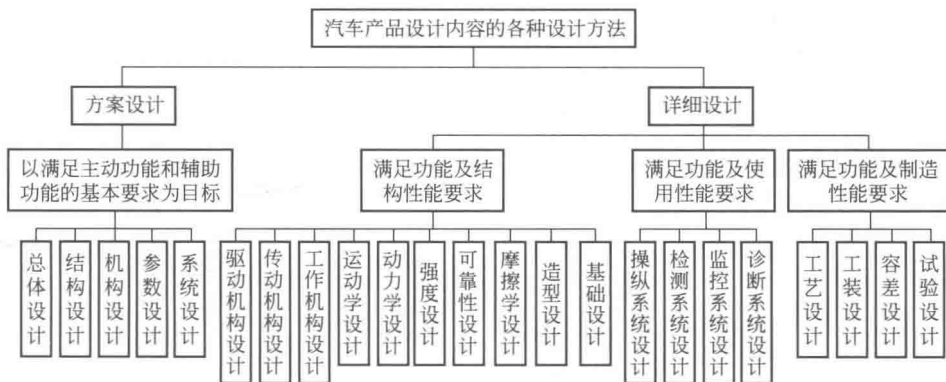 汽车产品设计内容的各种设计方法
方案设计
详细设计
以满足主动功能和辅助
功能的基本要求为目标
满足功能及结
构性能要求
满足功能及使
用性能要求
满足功能及制造
性能要求
总体设计
结构设计
机构设计
参数设计
系统设计
驱动机构设计
传动机构设计
工作机构设计
运动学设计
动力学设计
强度设计
可靠性设计
摩擦学设计
造型设计
基础设计
操纵系统设计
检测系统设计
监控系统设计
诊断系统设计
工艺设计
工装设计
容差设计
试验设计